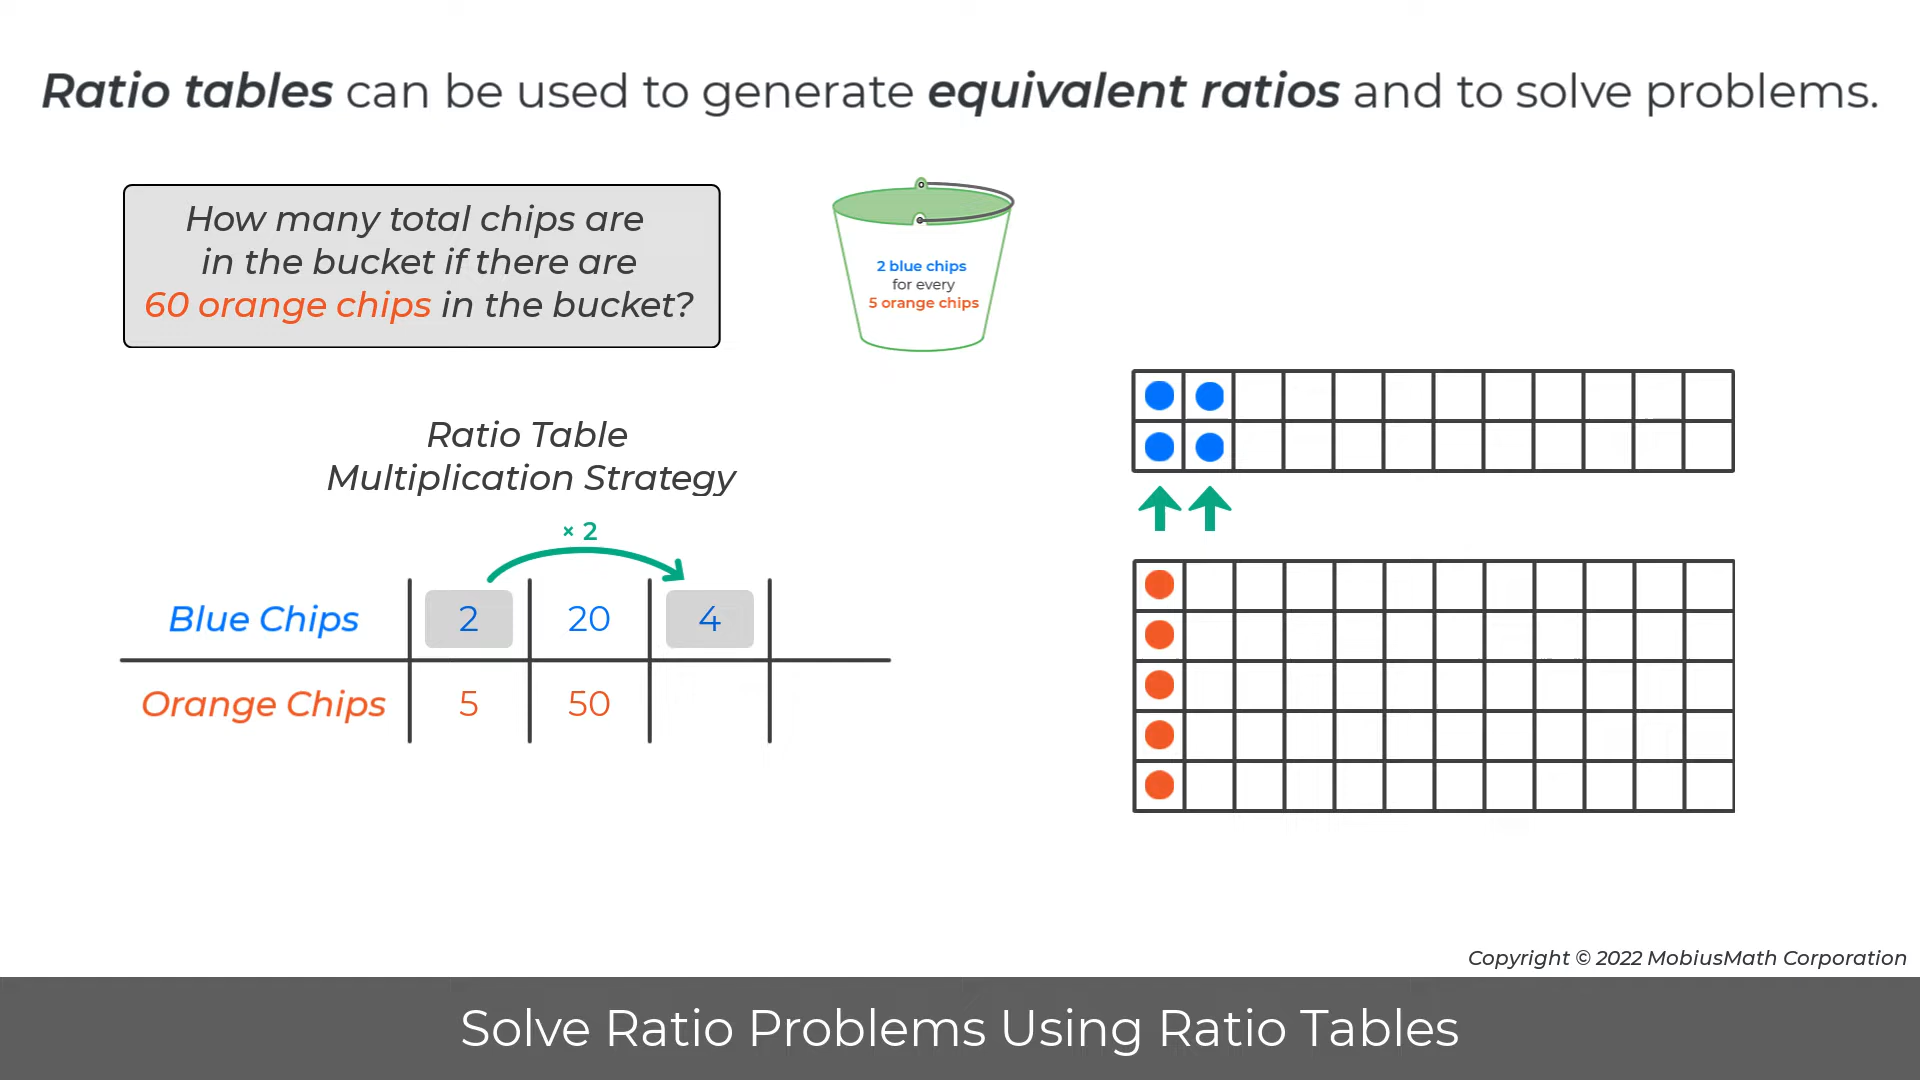 Ratio tables can be used to generate equivalent ratios and to solve problems.
How many total chips are
in the bucket if there are
60 orange chips in the bucket?
2 blue chips
for every
5 orange chips
Ratio Table
Multiplication Strategy
× 2
Blue Chips 2 20 4
Orange Chips 5 50
Copyright © 2022 MobiusMath Corporation
Solve Ratio Problems Using Ratio Tables